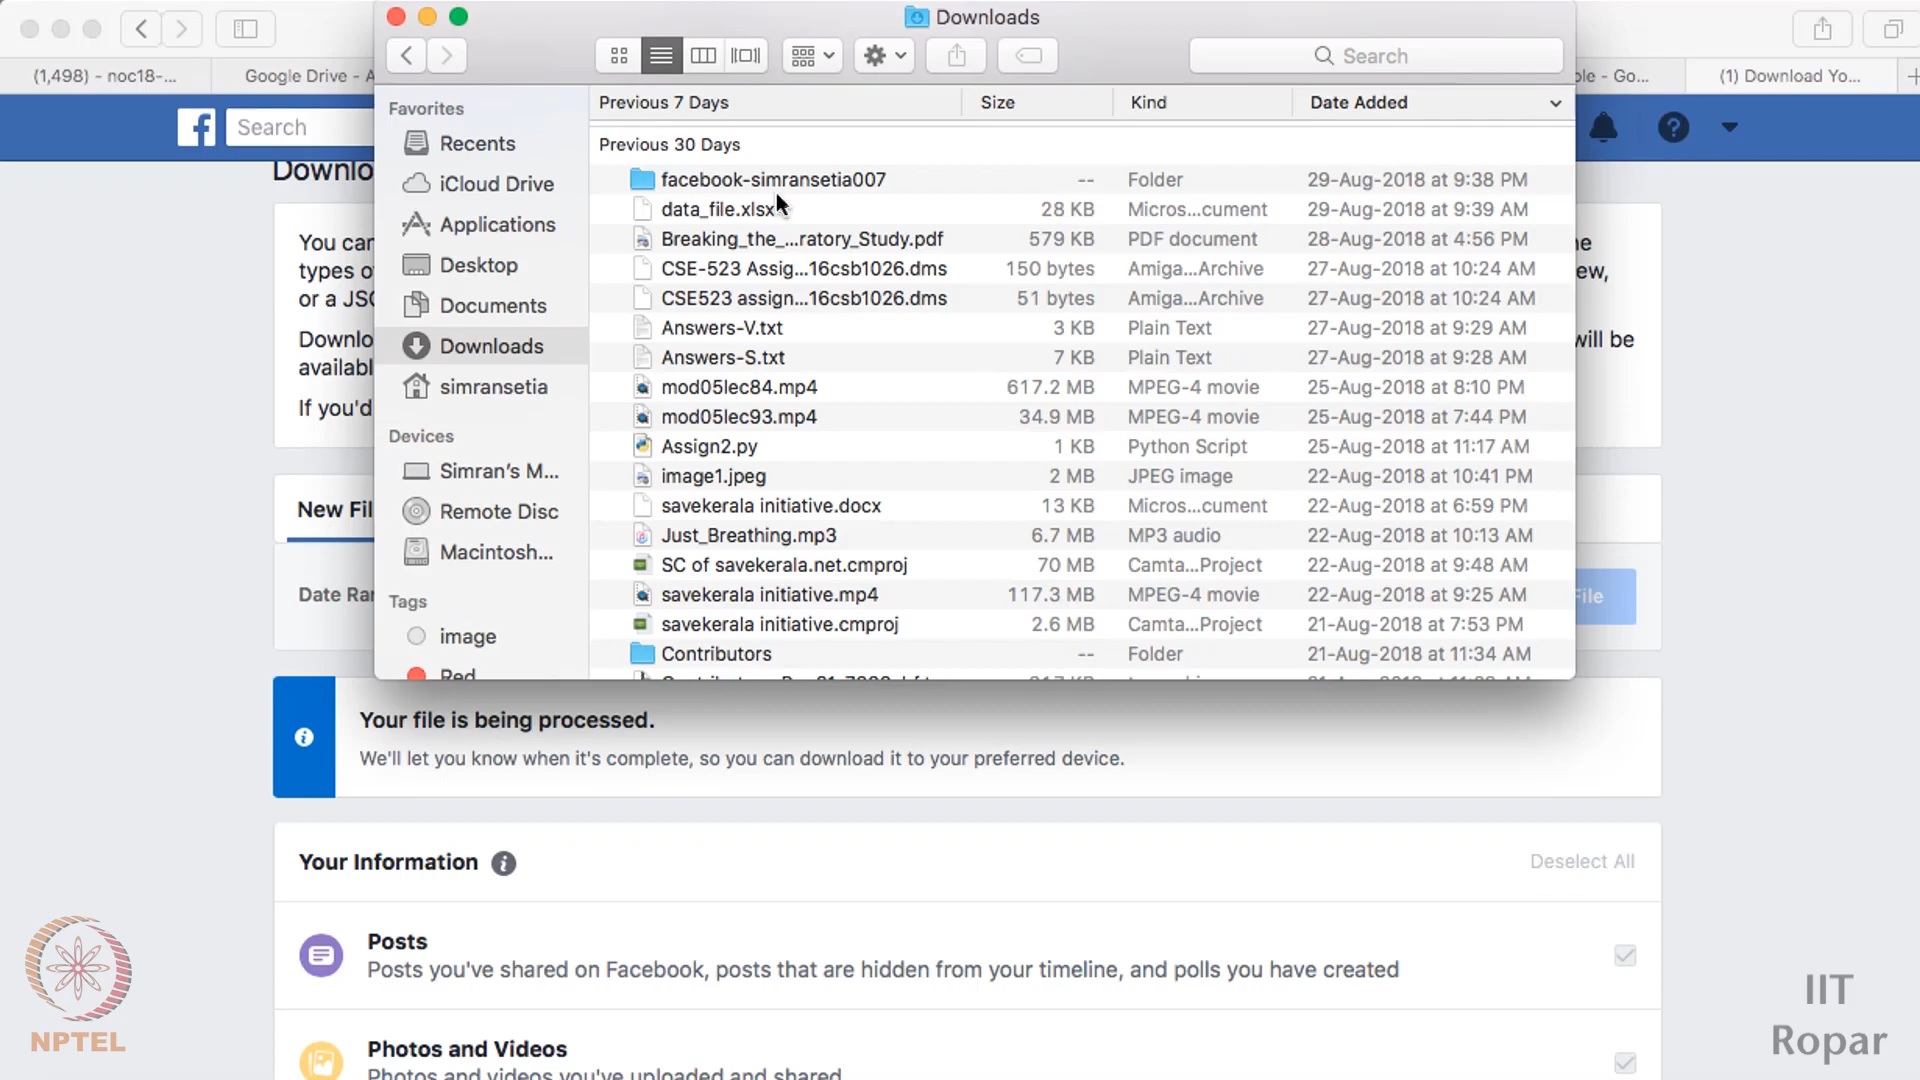 Downloads
Search
(1,498) - noc18-...
Google Drive - A
ble - Go...
(1) Download Yo...
Search
Favorites
Recents
iCloud Drive
Applications
Desktop
Documents
Downloads
simransetia
Devices
Simran's M...
Remote Disc
Macintosh...
Tags
image
Red
Previous 7 Days Size Kind Date Added
Previous 30 Days
facebook-simransetia007 -- Folder 29-Aug-2018 at 9:38 PM
data_file.xlsx 28 KB Micros...cument 29-Aug-2018 at 9:39 AM
Breaking_the_...ratory_Study.pdf 579 KB PDF document 28-Aug-2018 at 4:56 PM
CSE-523 Assig...16csb1026.dms 150 bytes Amiga...Archive 27-Aug-2018 at 10:24 AM
CSE523 assign...16csb1026.dms 51 bytes Amiga...Archive 27-Aug-2018 at 10:24 AM
Answers-V.txt 3 KB Plain Text 27-Aug-2018 at 9:29 AM
Answers-S.txt 7 KB Plain Text 27-Aug-2018 at 9:28 AM
mod05lec84.mp4 617.2 MB MPEG-4 movie 25-Aug-2018 at 8:10 PM
mod05lec93.mp4 34.9 MB MPEG-4 movie 25-Aug-2018 at 7:44 PM
Assign2.py 1 KB Python Script 25-Aug-2018 at 11:17 AM
image1.jpeg 2 MB JPEG image 22-Aug-2018 at 10:41 PM
savekerala initiative.docx 13 KB Micros...cument 22-Aug-2018 at 6:59 PM
Just_Breathing.mp3 6.7 MB MP3 audio 22-Aug-2018 at 10:13 AM
SC of savekerala.net.cmproj 70 MB Camta...Project 22-Aug-2018 at 9:48 AM
savekerala initiative.mp4 117.3 MB MPEG-4 movie 22-Aug-2018 at 9:25 AM
savekerala initiative.cmproj 2.6 MB Camta...Project 21-Aug-2018 at 7:53 PM
Contributors -- Folder 21-Aug-2018 at 11:34 AM
Downlo
You can
types o
or a JSO
Downlo
availabl
If you'd
he
ew,
will be
New Fil
Date Ran
File
Your file is being processed.
We'll let you know when it's complete, so you can download it to your preferred device.
Your Information
Deselect All
Posts
Posts you've shared on Facebook, posts that are hidden from your timeline, and polls you have created
Photos and Videos
Photos and videos you've uploaded and shared
NPTEL
IIT
Ropar